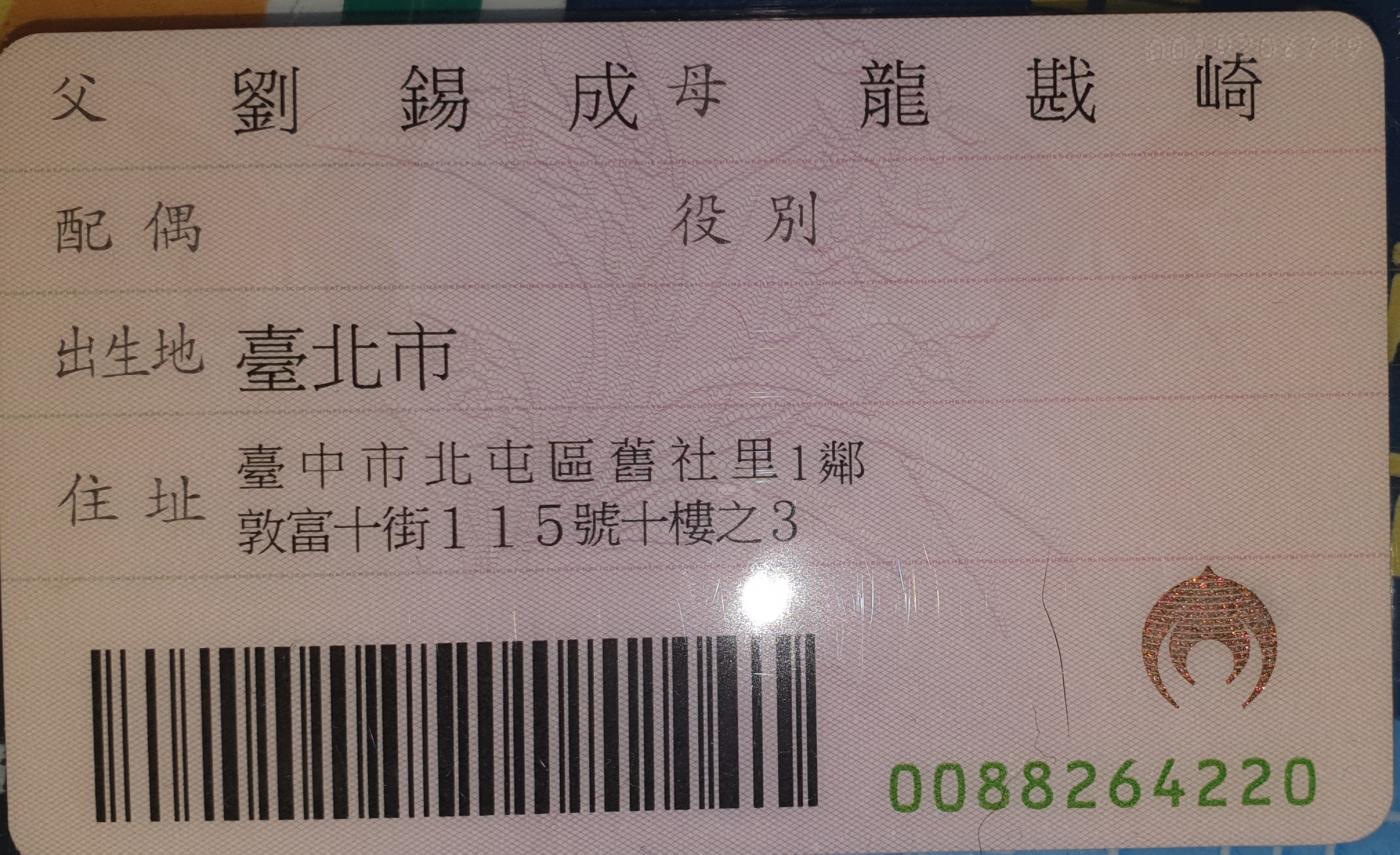 父 劉錫成 母 龍戡崎
配偶 役別
出生地 臺北市
住址 臺中市北屯區舊社里1鄰
敦富十街115號十樓之3
0088264220